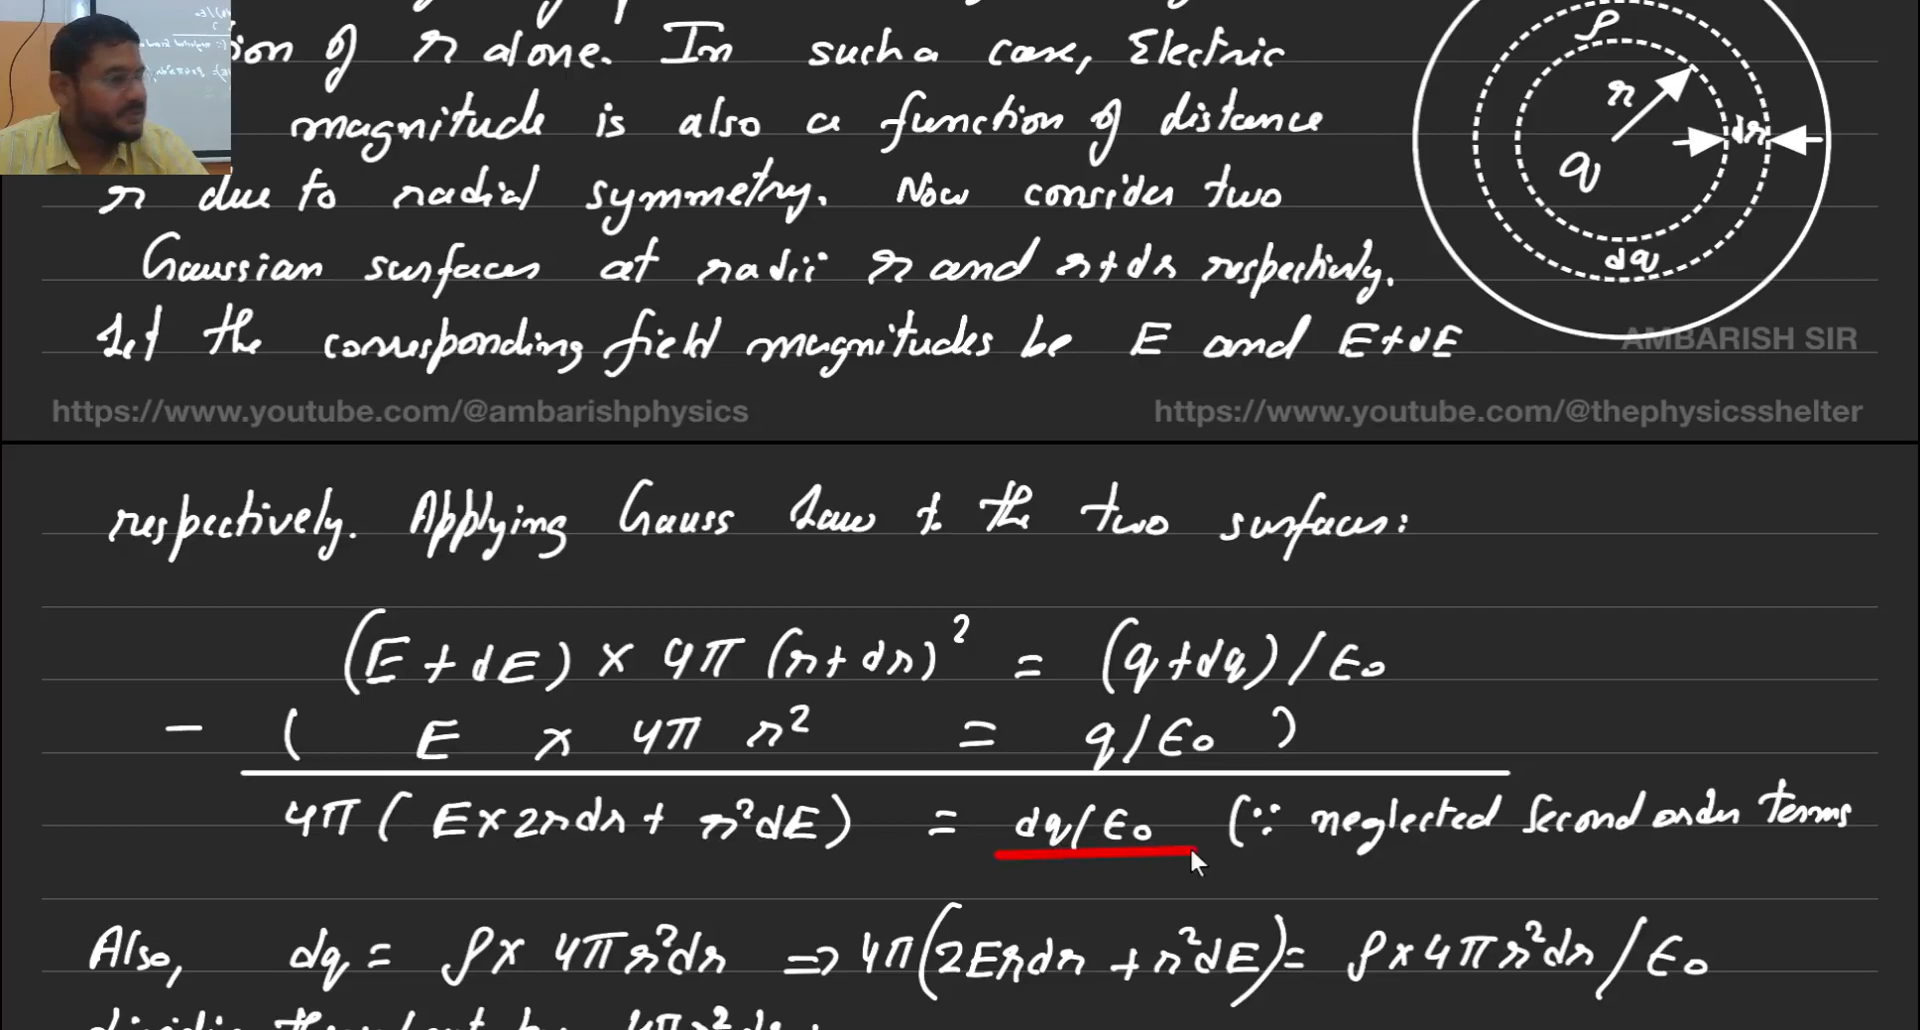 ion of r alone. In such a case, Electric
magnitude is also a function of distance
r due to radial symmetry. Now consider two
Gaussian surfaces at radii r and r+dr respectively.
Let the corresponding field magnitudes be E and E+dE
ρ
r
dr
q
dq
AMBARISH SIR
https://www.youtube.com/@ambarishphysics
https://www.youtube.com/@thephysicsshelter
respectively. Applying Gauss Law to the two surfaces:
(E + dE) × 4π (r+dr)² = (q+dq)/ε₀
− ( E × 4π r² = q/ε₀ )
4π ( E×2rdr + r²dE) = dq/ε₀ (∵ neglected Second order terms
Also, dq = ρ× 4πr²dr ⇒ 4π(2Erdr + r²dE) = ρ×4πr²dr/ε₀